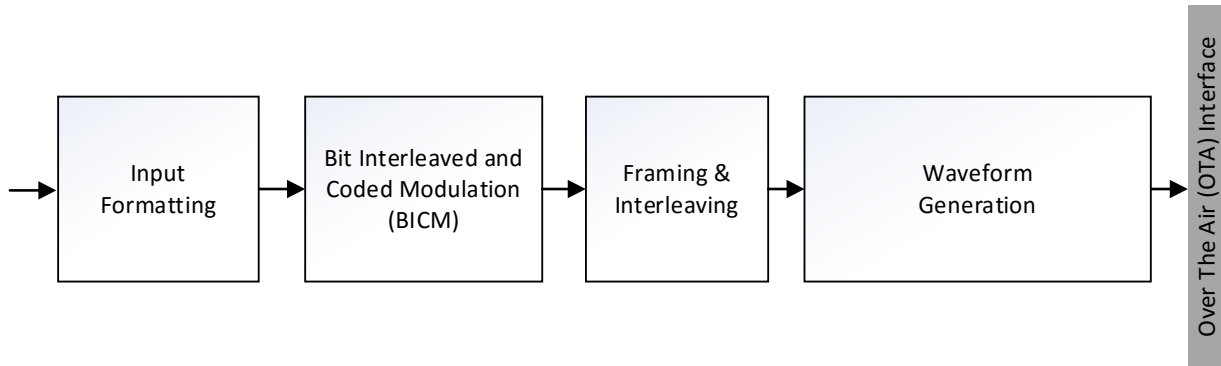 Input
Formatting
Bit Interleaved and
Coded Modulation
(BICM)
Framing &
Interleaving
Waveform
Generation
Over The Air (OTA) Interface